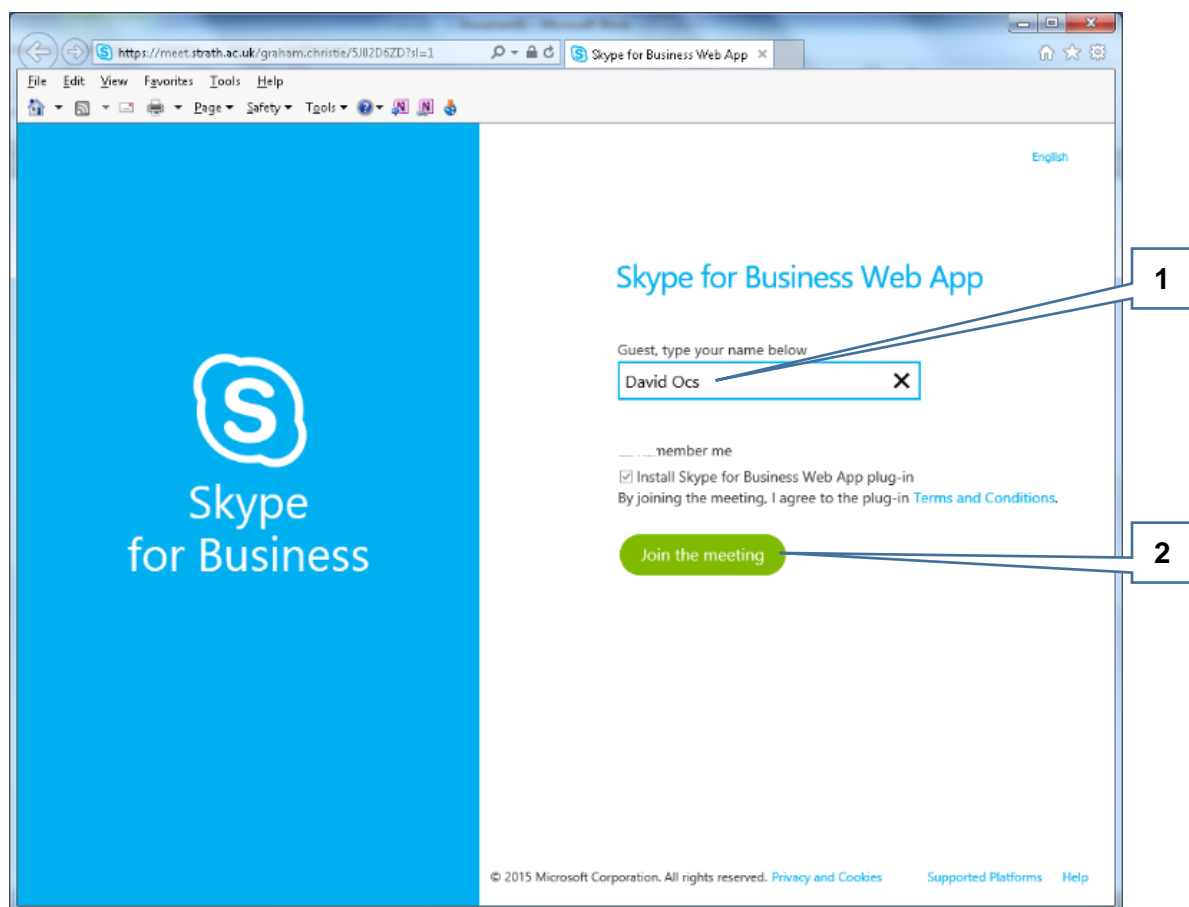 https://meet.strath.ac.uk/graham.christie/5J02D6ZD?sl=1
Skype for Business Web App
File Edit View Favorites Tools Help
Page Safety Tools
English
Skype for Business Web App
1
Guest, type your name below
David Ocs
member me
Install Skype for Business Web App plug-in
By joining the meeting, I agree to the plug-in Terms and Conditions.
Join the meeting
2
Skype
for Business
© 2015 Microsoft Corporation. All rights reserved. Privacy and Cookies Supported Platforms Help